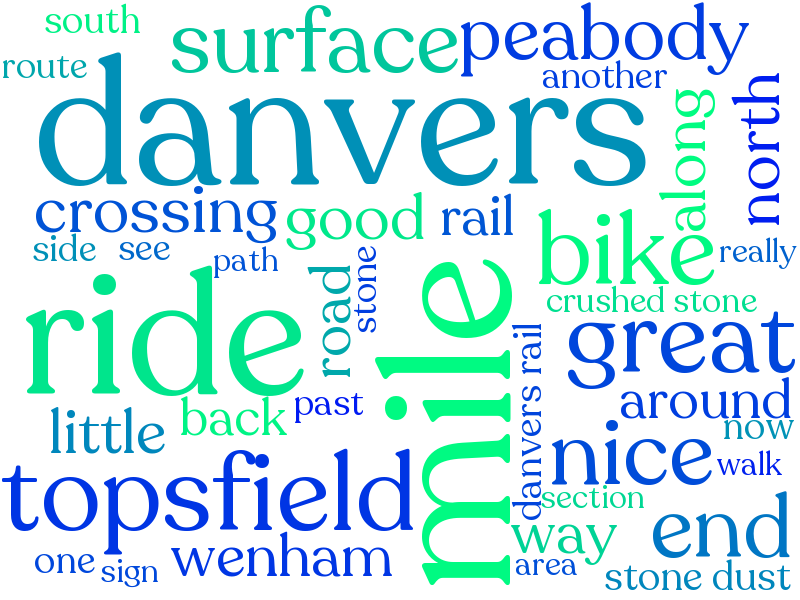 south
surface
peabody
route
another
danvers
along
north
crossing
good
rail
bike
side
see
path
really
ride
road
stone
mile
crushed stone
great
danvers rail
around
little
back
past
nice
now
walk
topsfield
section
way
end
one
sign
wenham
area
stone dust